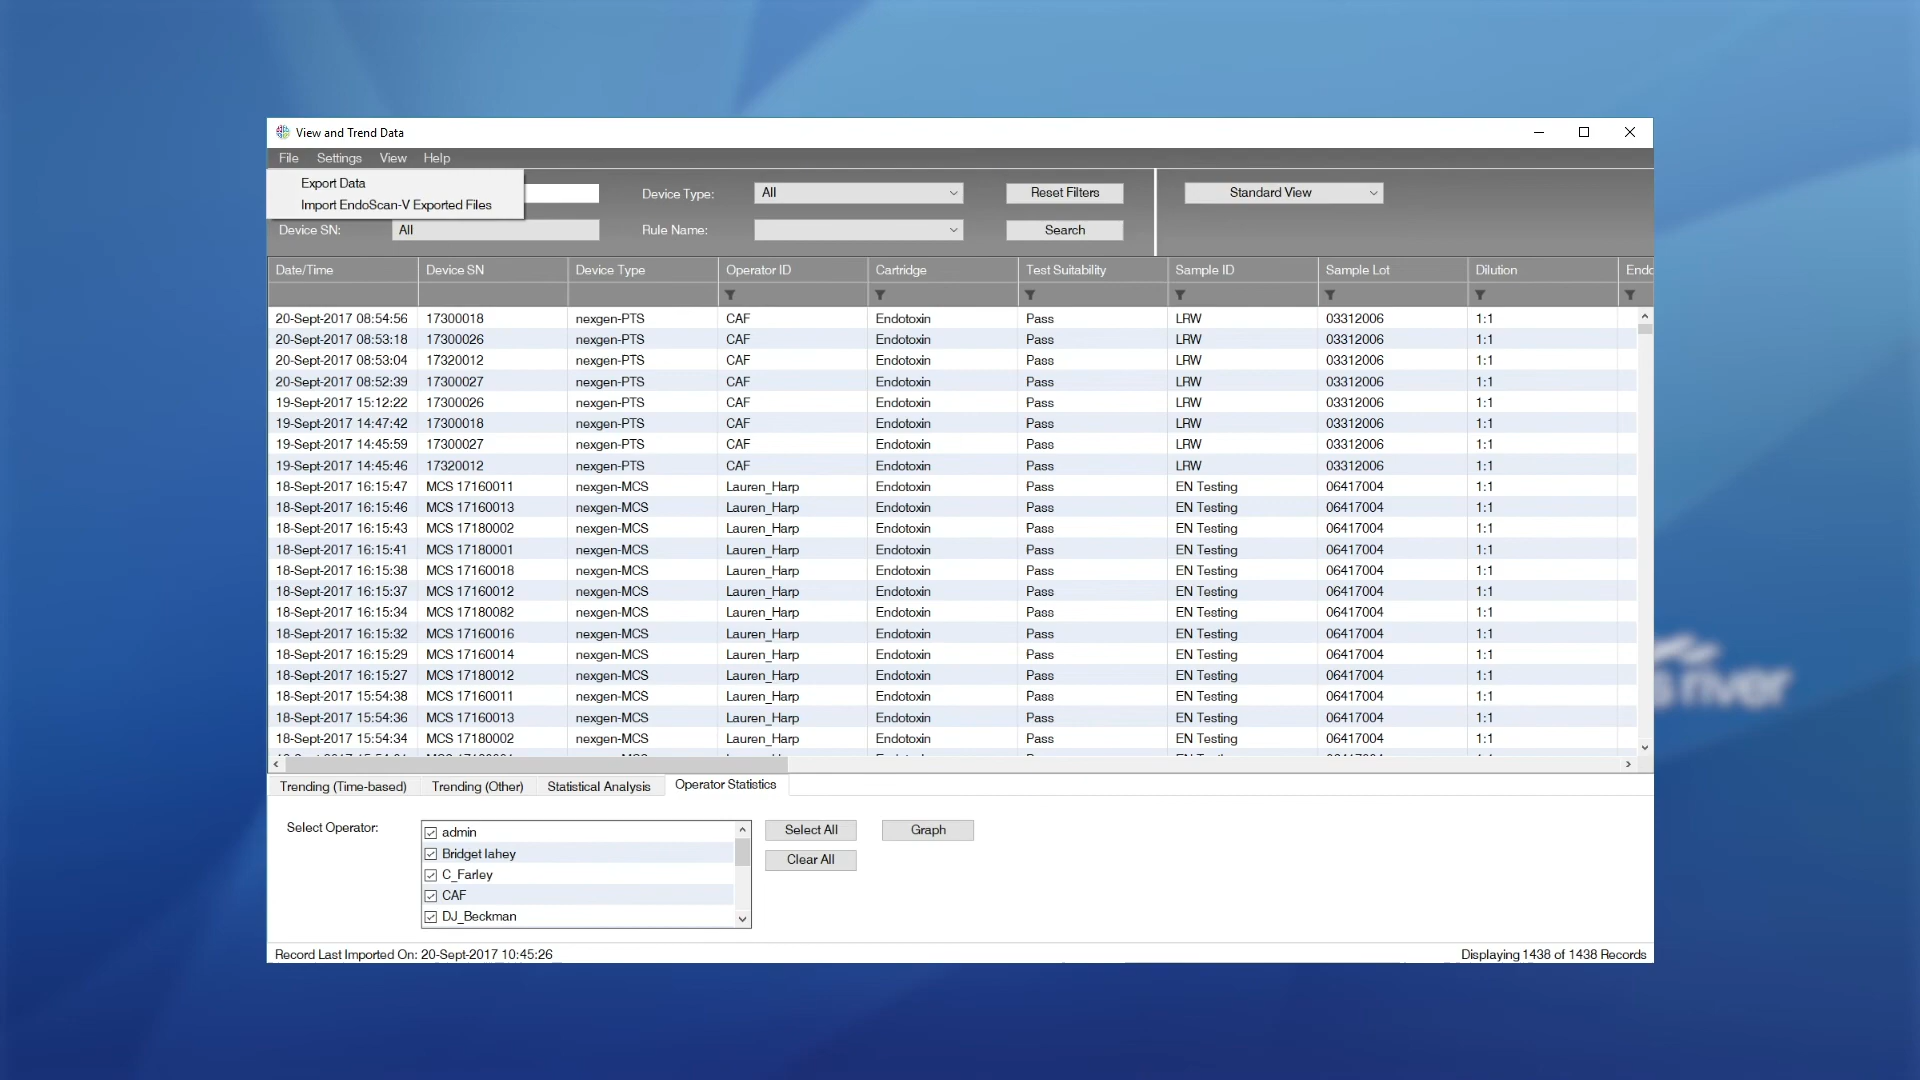 View and Trend Data
File Settings View Help
Export Data
Import EndoScan-V Exported Files
Device Type: All Reset Filters Standard View
Device SN: All Rule Name: Search
Date/Time Device SN Device Type Operator ID Cartridge Test Suitability Sample ID Sample Lot Dilution Endo
20-Sept-2017 08:54:56 17300018 nexgen-PTS CAF Endotoxin Pass LRW 03312006 1:1
20-Sept-2017 08:53:18 17300026 nexgen-PTS CAF Endotoxin Pass LRW 03312006 1:1
20-Sept-2017 08:53:04 17320012 nexgen-PTS CAF Endotoxin Pass LRW 03312006 1:1
20-Sept-2017 08:52:39 17300027 nexgen-PTS CAF Endotoxin Pass LRW 03312006 1:1
19-Sept-2017 15:12:22 17300026 nexgen-PTS CAF Endotoxin Pass LRW 03312006 1:1
19-Sept-2017 14:47:42 17300018 nexgen-PTS CAF Endotoxin Pass LRW 03312006 1:1
19-Sept-2017 14:45:59 17300027 nexgen-PTS CAF Endotoxin Pass LRW 03312006 1:1
19-Sept-2017 14:45:46 17320012 nexgen-PTS CAF Endotoxin Pass LRW 03312006 1:1
18-Sept-2017 16:15:47 MCS 17160011 nexgen-MCS Lauren_Harp Endotoxin Pass EN Testing 06417004 1:1
18-Sept-2017 16:15:46 MCS 17160013 nexgen-MCS Lauren_Harp Endotoxin Pass EN Testing 06417004 1:1
18-Sept-2017 16:15:43 MCS 17180002 nexgen-MCS Lauren_Harp Endotoxin Pass EN Testing 06417004 1:1
18-Sept-2017 16:15:41 MCS 17180001 nexgen-MCS Lauren_Harp Endotoxin Pass EN Testing 06417004 1:1
18-Sept-2017 16:15:38 MCS 17160018 nexgen-MCS Lauren_Harp Endotoxin Pass EN Testing 06417004 1:1
18-Sept-2017 16:15:37 MCS 17160012 nexgen-MCS Lauren_Harp Endotoxin Pass EN Testing 06417004 1:1
18-Sept-2017 16:15:34 MCS 17180082 nexgen-MCS Lauren_Harp Endotoxin Pass EN Testing 06417004 1:1
18-Sept-2017 16:15:32 MCS 17160016 nexgen-MCS Lauren_Harp Endotoxin Pass EN Testing 06417004 1:1
18-Sept-2017 16:15:29 MCS 17160014 nexgen-MCS Lauren_Harp Endotoxin Pass EN Testing 06417004 1:1
18-Sept-2017 16:15:27 MCS 17180012 nexgen-MCS Lauren_Harp Endotoxin Pass EN Testing 06417004 1:1
18-Sept-2017 15:54:38 MCS 17160011 nexgen-MCS Lauren_Harp Endotoxin Pass EN Testing 06417004 1:1
18-Sept-2017 15:54:36 MCS 17160013 nexgen-MCS Lauren_Harp Endotoxin Pass EN Testing 06417004 1:1
18-Sept-2017 15:54:34 MCS 17180002 nexgen-MCS Lauren_Harp Endotoxin Pass EN Testing 06417004 1:1
Trending (Time-based) Trending (Other) Statistical Analysis Operator Statistics
Select Operator: admin Select All Graph
Bridget lahey
Clear All
C_Farley
CAF
DJ_Beckman
Record Last Imported On: 20-Sept-2017 10:45:26 Displaying 1438 of 1438 Records
s river